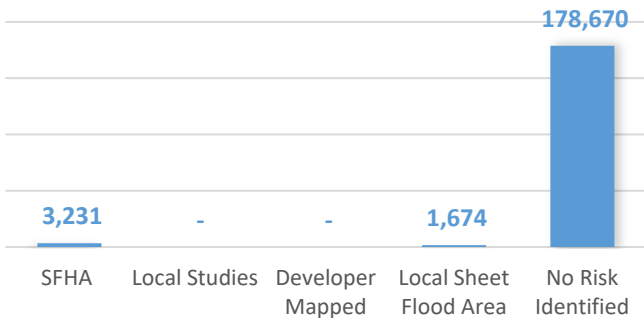 178,670
3,231 - - 1,674
SFHA Local Studies Developer Local Sheet No Risk
Mapped Flood Area Identified